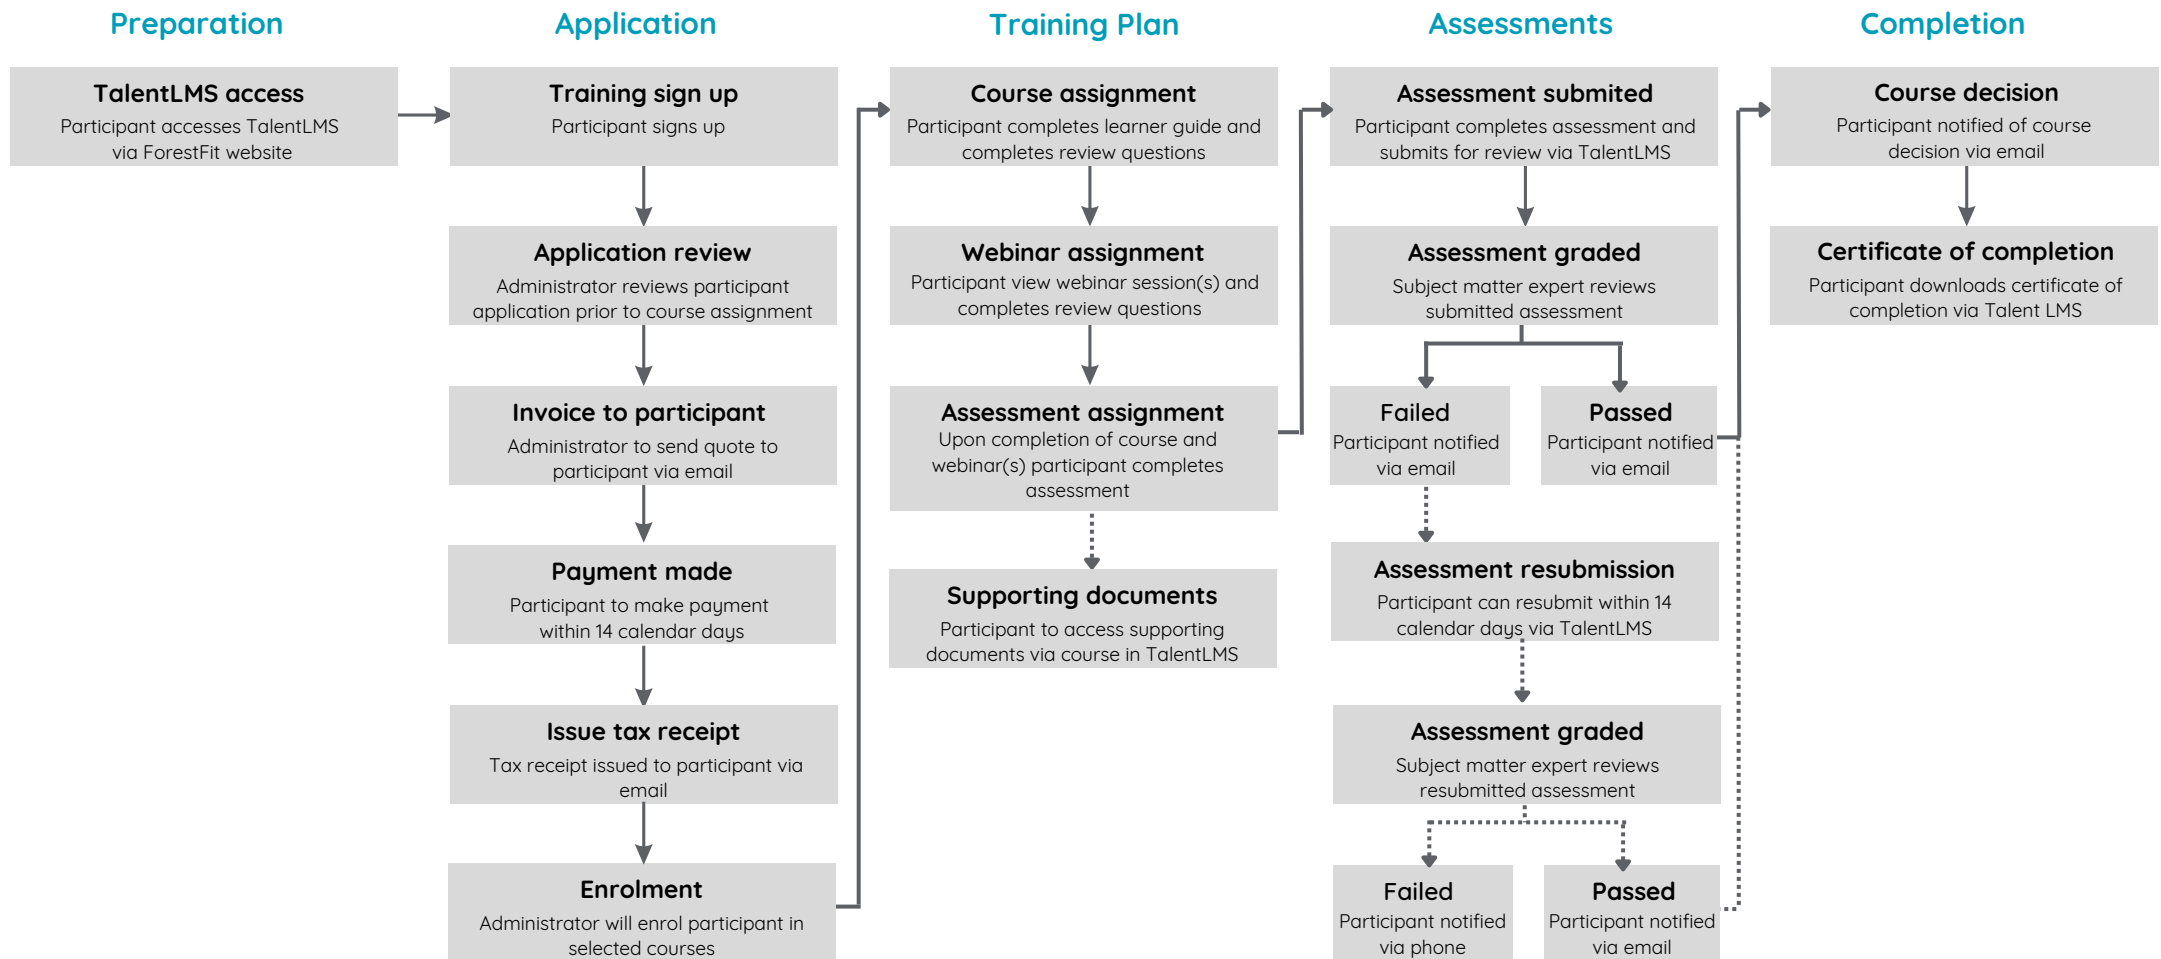 Preparation
TalentLMS access
Participant accesses TalentLMS
via ForestFit website
Application
Training sign up
Participant signs up
Application review
Administrator reviews participant
application prior to course assignment
Invoice to participant
Administrator to send quote to
participant via email
Payment made
Participant to make payment
within 14 calendar days
Issue tax receipt
Tax receipt issued to participant via
email
Enrolment
Administrator will enrol participant in
selected courses
Training Plan
Course assignment
Participant completes learner guide and
completes review questions
Webinar assignment
Participant view webinar session(s) and
completes review questions
Assessment assignment
Upon completion of course and
webinar(s) participant completes
assessment
Supporting documents
Participant to access supporting
documents via course in TalentLMS
Assessments
Assessment submited
Participant completes assessment and
submits for review via TalentLMS
Assessment graded
Subject matter expert reviews
submitted assessment
Failed
Participant notified
via email
Passed
Participant notified
via email
Assessment resubmission
Participant can resubmit within 14
calendar days via TalentLMS
Assessment graded
Subject matter expert reviews
resubmitted assessment
Failed
Participant notified
via phone
Passed
Participant notified
via email
Completion
Course decision
Participant notified of course
decision via email
Certificate of completion
Participant downloads certificate of
completion via Talent LMS